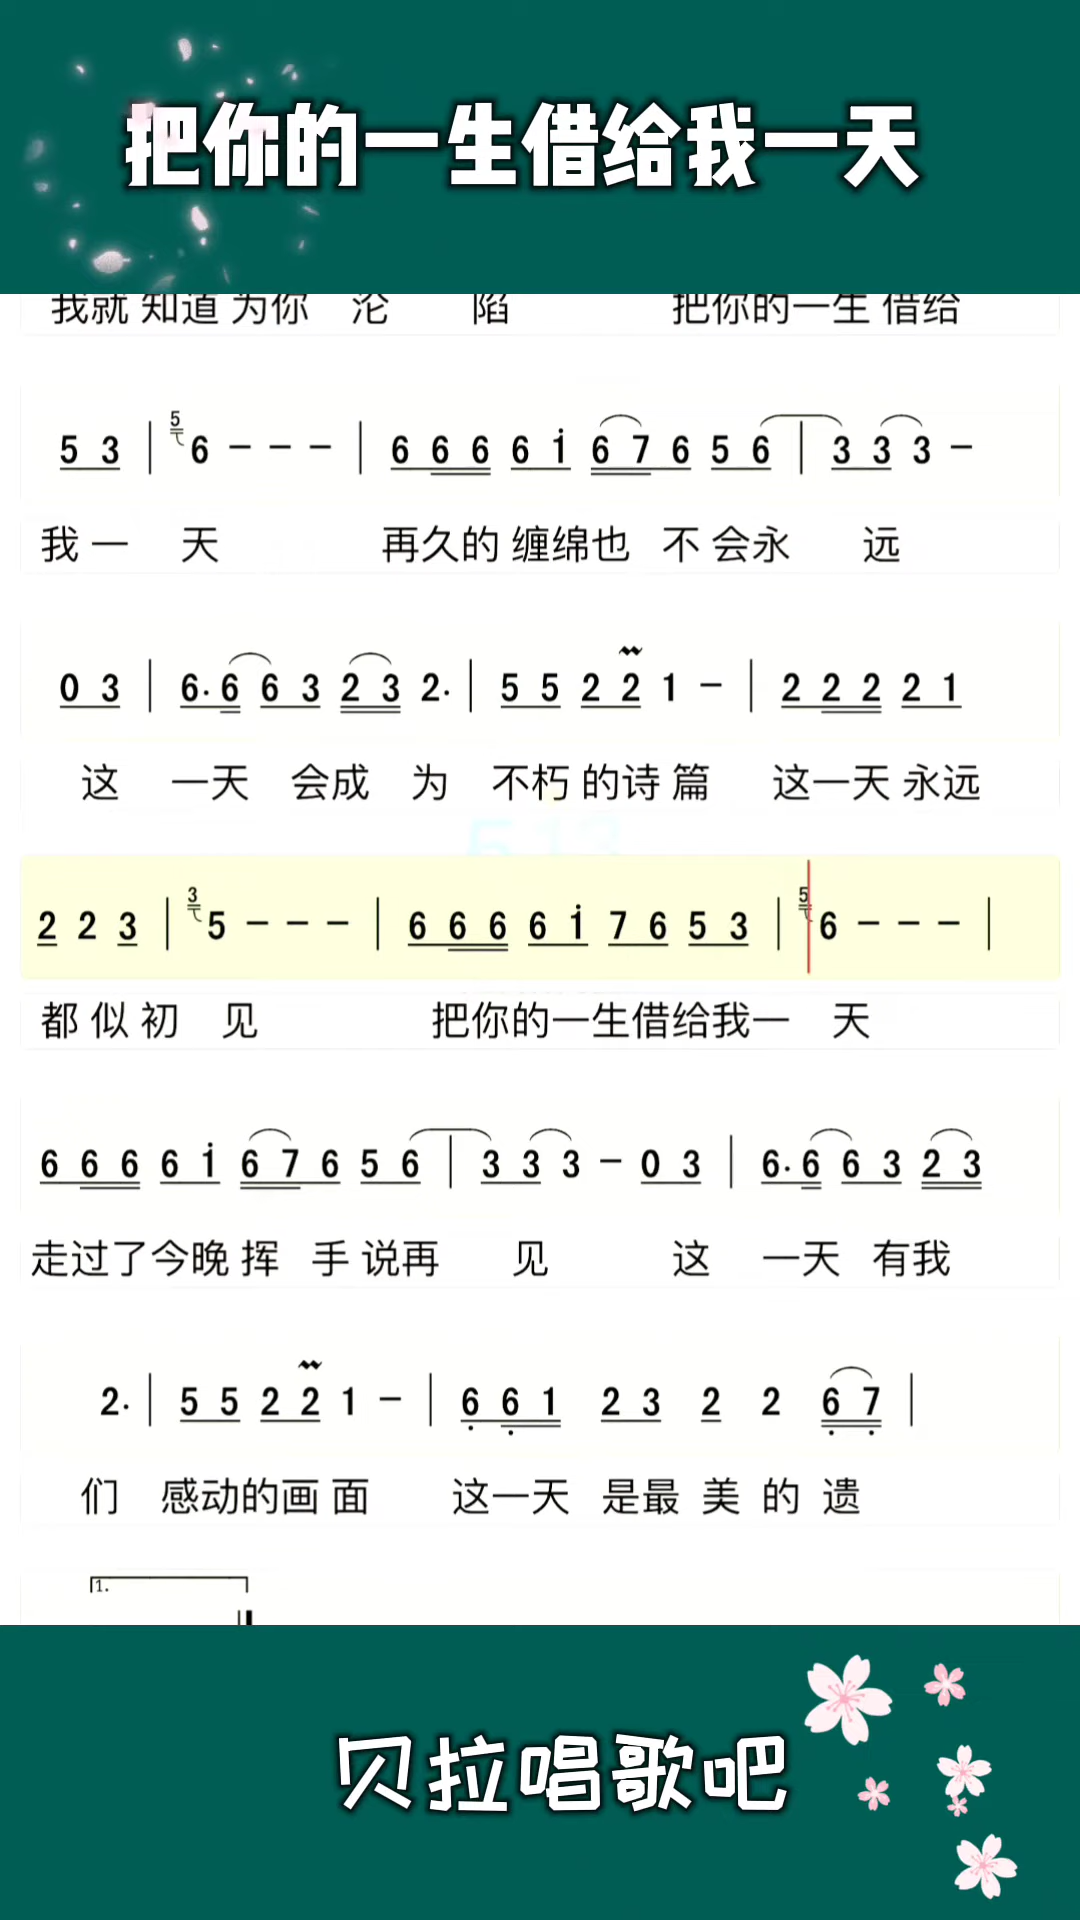 把你的一生借给我一天
我就 知道 为你 沦 陷 把你的一生 借给
5 3 | 5 6 - - - | 6 6 6 6 i 6 7 6 5 6 | 3 3 3 -
我 一 天 再久的 缠绵也 不 会永 远
0 3 | 6. 6 6 3 2 3 2. | 5 5 2 2 1 - | 2 2 2 2 1
这 一天 会成 为 不朽 的诗 篇 这一天 永远
2 2 3 | 3 5 - - - | 6 6 6 6 i 7 6 5 3 | 5 6 - - - |
都 似 初 见 把你的一生借给我一 天
6 6 6 6 i 6 7 6 5 6 | 3 3 3 - 0 3 | 6. 6 6 3 2 3
走过了今晚 挥 手 说再 见 这 一天 有我
2. | 5 5 2 2 1 - | 6 6 1 2 3 2 2 6 7 |
们 感动的画 面 这一天 是最 美 的 遗
1.
贝拉唱歌吧